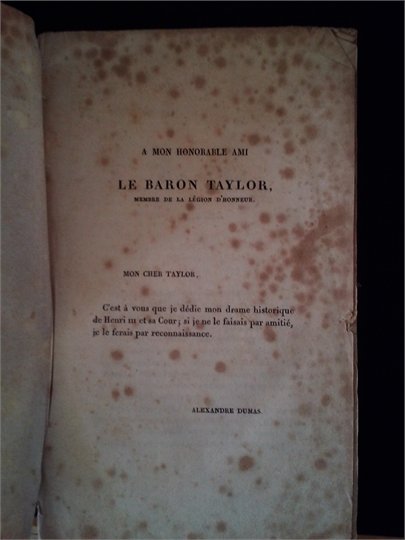 A MON HONORABLE AMI
LE BARON TAYLOR,
MEMBRE DE LA LÉGION D'HONNEUR.
MON CHER TAYLOR,
C'est à vous que je dédie mon drame historique
de Henri III et sa Cour; si je ne le faisais par amitié,
je le ferais par reconnaissance.
ALEXANDRE DUMAS.